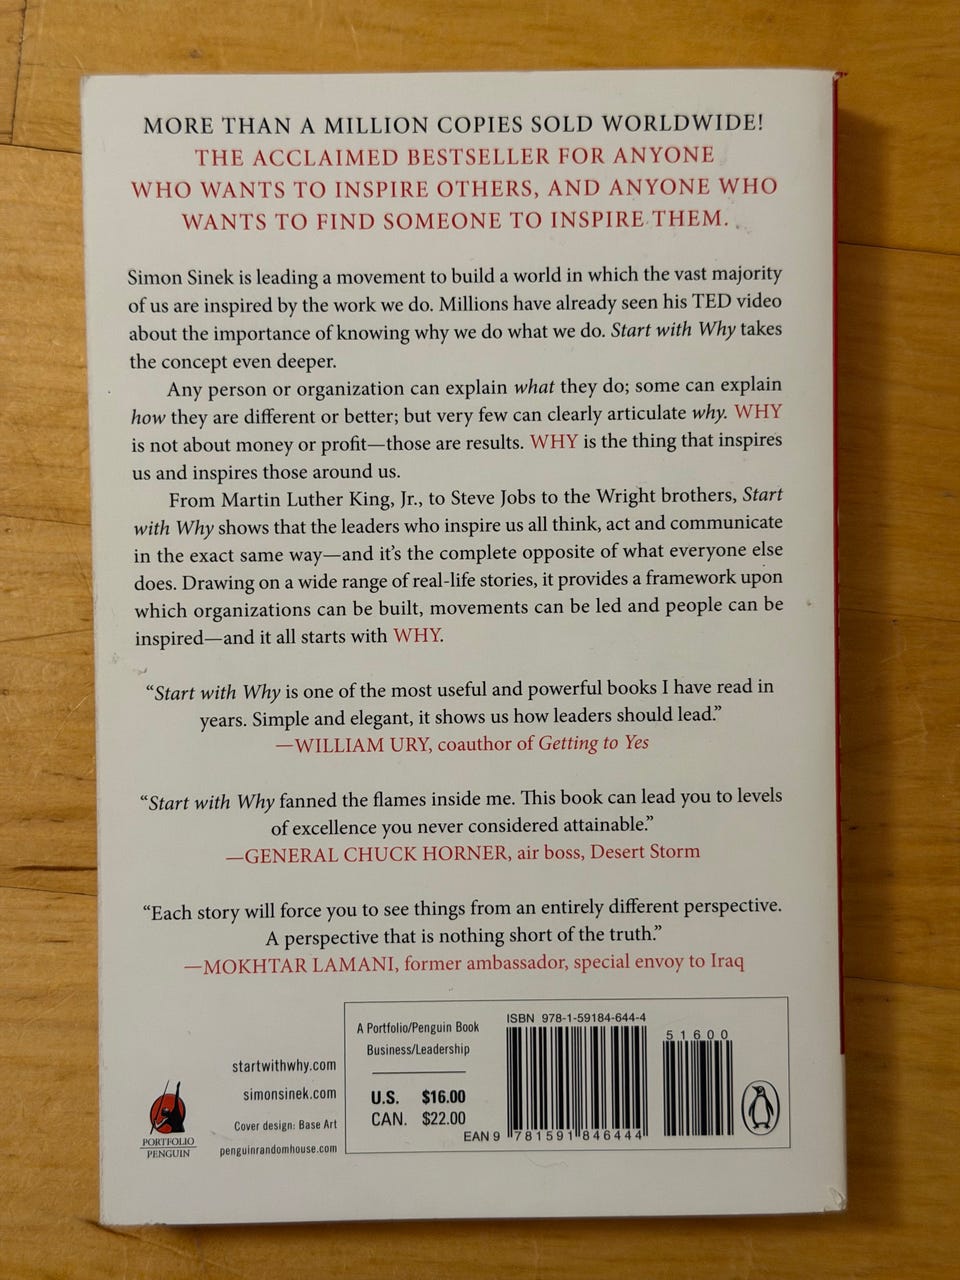 MORE THAN A MILLION COPIES SOLD WORLDWIDE!
THE ACCLAIMED BESTSELLER FOR ANYONE
WHO WANTS TO INSPIRE OTHERS, AND ANYONE WHO
WANTS TO FIND SOMEONE TO INSPIRE THEM.
Simon Sinek is leading a movement to build a world in which the vast majority
of us are inspired by the work we do. Millions have already seen his TED video
about the importance of knowing why we do what we do. Start with Why takes
the concept even deeper.
Any person or organization can explain what they do; some can explain
how they are different or better; but very few can clearly articulate why. WHY
is not about money or profit—those are results. WHY is the thing that inspires
us and inspires those around us.
From Martin Luther King, Jr., to Steve Jobs to the Wright brothers, Start
with Why shows that the leaders who inspire us all think, act and communicate
in the exact same way—and it's the complete opposite of what everyone else
does. Drawing on a wide range of real-life stories, it provides a framework upon
which organizations can be built, movements can be led and people can be
inspired—and it all starts with WHY.
“Start with Why is one of the most useful and powerful books I have read in
years. Simple and elegant, it shows us how leaders should lead.”
—WILLIAM URY, coauthor of Getting to Yes
“Start with Why fanned the flames inside me. This book can lead you to levels
of excellence you never considered attainable.”
—GENERAL CHUCK HORNER, air boss, Desert Storm
“Each story will force you to see things from an entirely different perspective.
A perspective that is nothing short of the truth.”
—MOKHTAR LAMANI, former ambassador, special envoy to Iraq
PORTFOLIO
PENGUIN
startwithwhy.com
simonsinek.com
Cover design: Base Art
penguinrandomhouse.com
A Portfolio/Penguin Book
Business/Leadership
U.S. $16.00
CAN. $22.00
ISBN 978-1-59184-644-4
51600
EAN 9 781591 846444